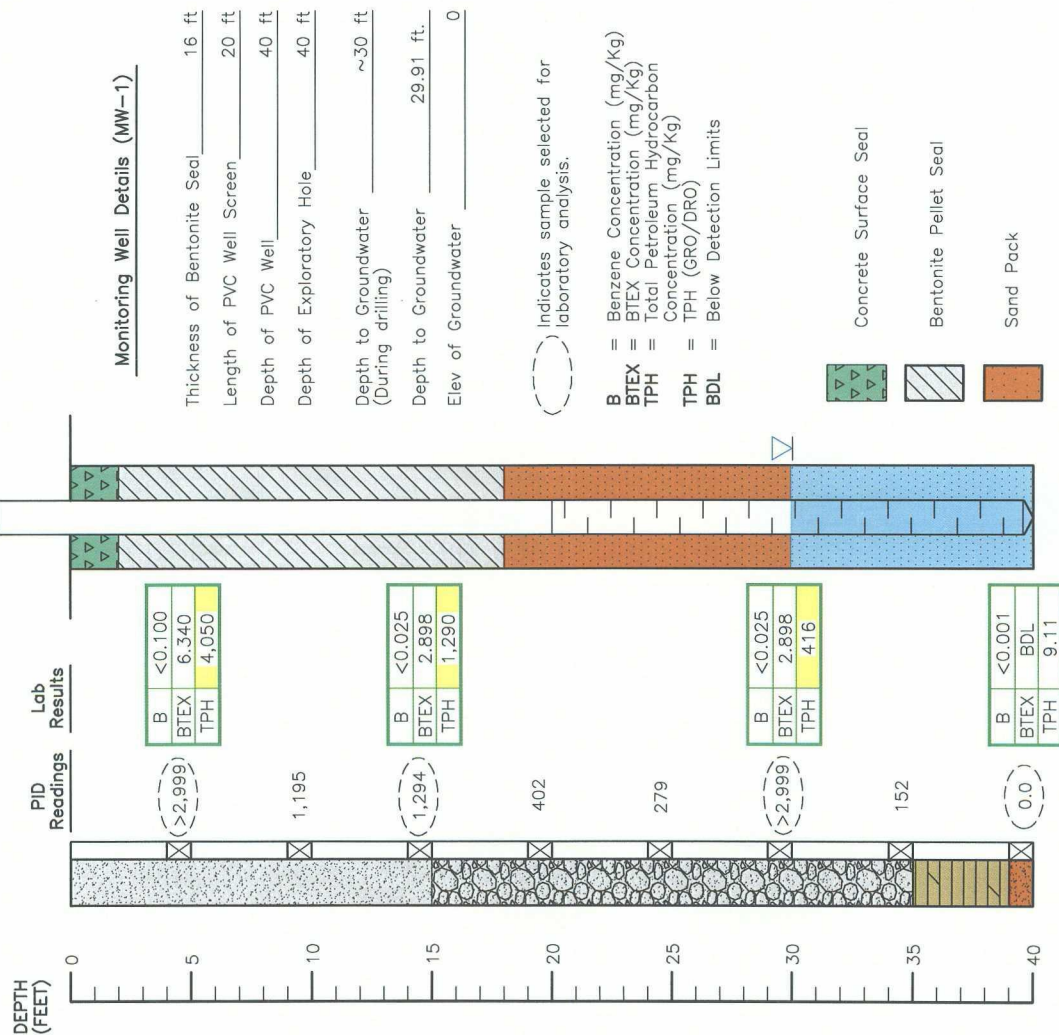 DEPTH
(FEET)
0
5
10
15
20
25
30
35
40
PID
Readings
>2,999
1,195
1,294
402
279
>2,999
152
0.0
Lab
Results
B <0.100
BTEX 6.340
TPH 4,050
B <0.025
BTEX 2.898
TPH 1,290
B <0.025
BTEX 2.898
TPH 416
B <0.001
BTEX BDL
TPH 9.11
Monitoring Well Details (MW-1)
Thickness of Bentonite Seal 16 ft
Length of PVC Well Screen 20 ft
Depth of PVC Well 40 ft
Depth of Exploratory Hole 40 ft
Depth to Groundwater ~30 ft
(During drilling)
Depth to Groundwater 29.91 ft.
Elev of Groundwater 0
Indicates sample selected for
laboratory analysis.
B = Benzene Concentration (mg/Kg)
BTEX = BTEX Concentration (mg/Kg)
TPH = Total Petroleum Hydrocarbon
Concentration (mg/Kg)
TPH = TPH (GRO/DRO)
BDL = Below Detection Limits
Concrete Surface Seal
Bentonite Pellet Seal
Sand Pack